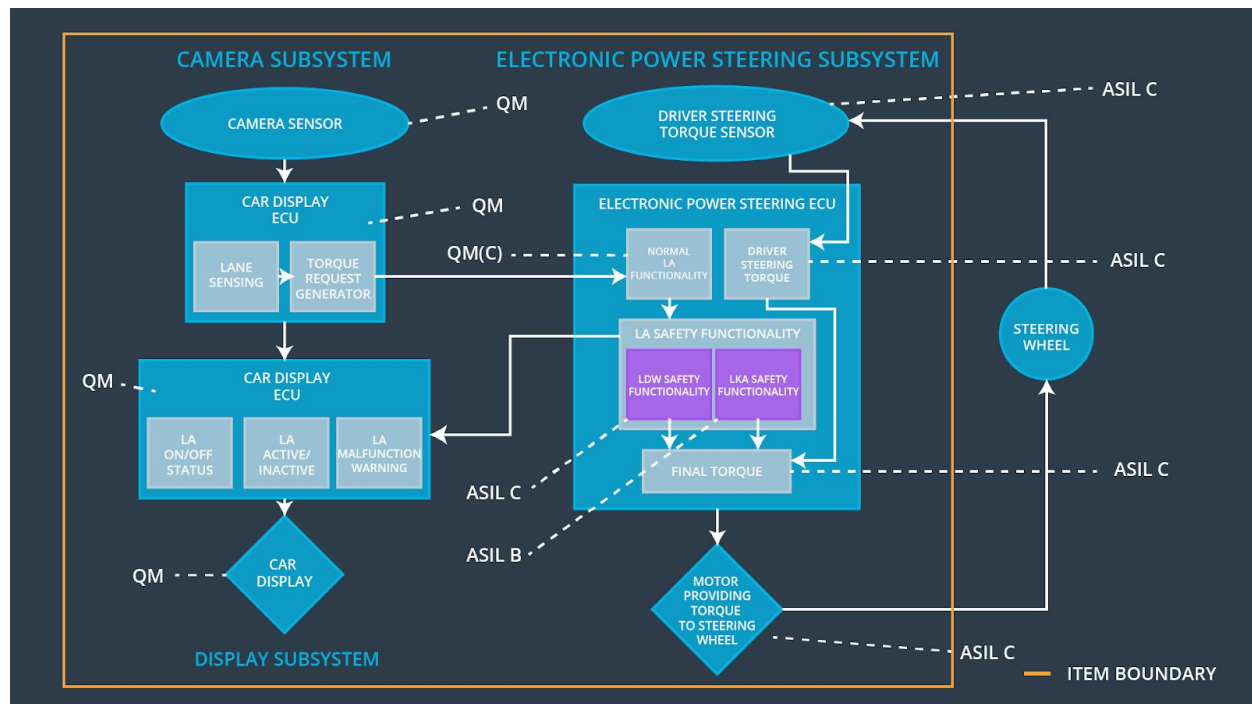 CAMERA SUBSYSTEM
ELECTRONIC POWER STEERING SUBSYSTEM
CAMERA SENSOR
QM
DRIVER STEERING
TORQUE SENSOR
ASIL C
CAR DISPLAY
ECU
QM
LANE
SENSING
TORQUE
REQUEST
GENERATOR
ELECTRONIC POWER STEERING ECU
QM(C)
NORMAL
LA
FUNCTIONALITY
DRIVER
STEERING
TORQUE
ASIL C
LA SAFETY FUNCTIONALITY
LDW SAFETY
FUNCTIONALITY
LKA SAFETY
FUNCTIONALITY
STEERING
WHEEL
QM
CAR DISPLAY
ECU
LA
ON/OFF
STATUS
LA
ACTIVE/
INACTIVE
LA
MALFUNCTION
WARNING
FINAL TORQUE
ASIL C
ASIL C
ASIL B
QM
CAR
DISPLAY
MOTOR
PROVIDING
TORQUE
TO STEERING
WHEEL
ASIL C
DISPLAY SUBSYSTEM
ITEM BOUNDARY